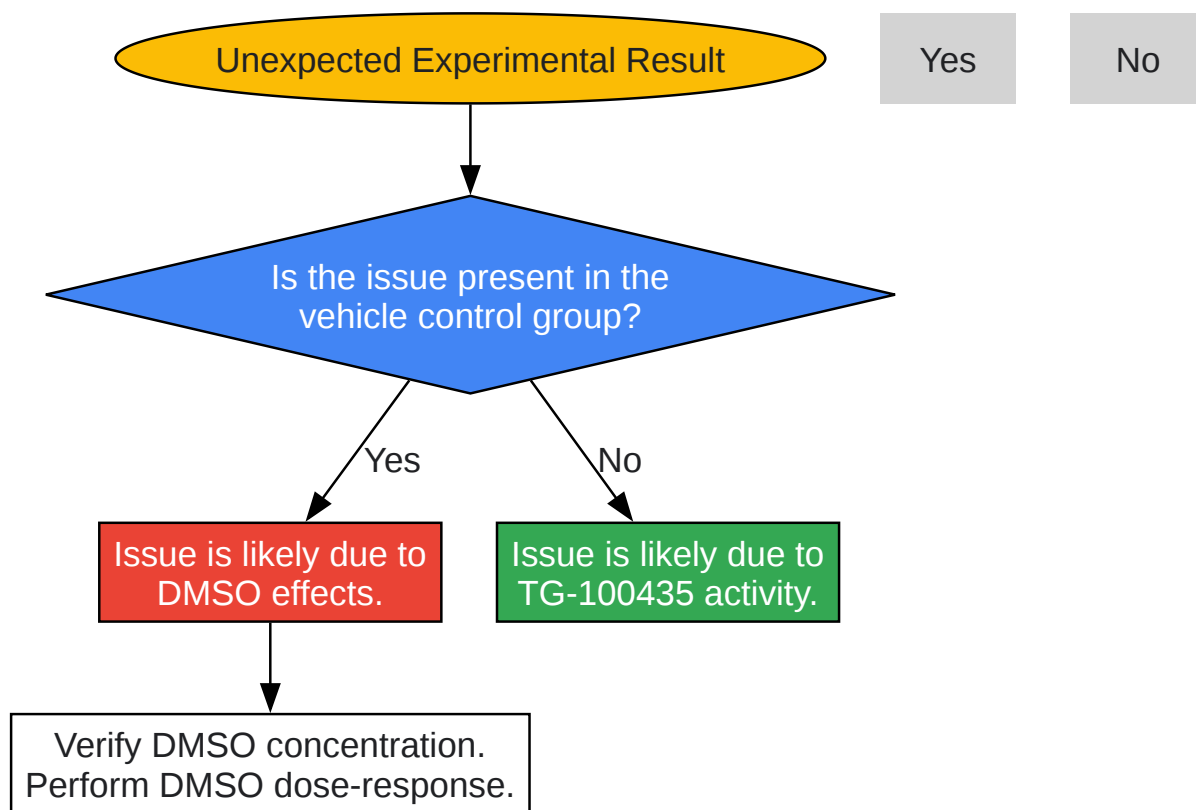 Unexpected Experimental Result
Yes
No
Is the issue present in the
vehicle control group?
Yes
No
Issue is likely due to
DMSO effects.
Issue is likely due to
TG-100435 activity.
Verify DMSO concentration.
Perform DMSO dose-response.